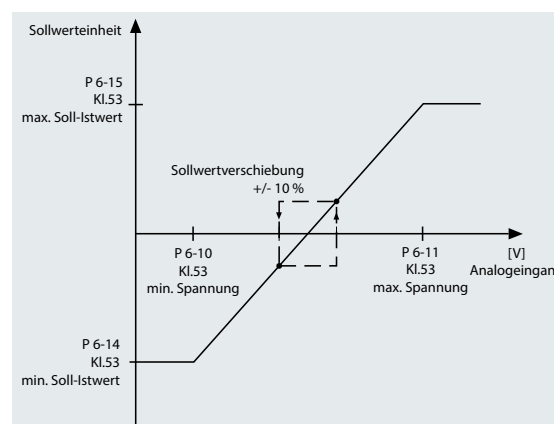 Sollwerteinheit
P 6-15
Kl.53
max. Soll-Istwert
Sollwertverschiebung
+/- 10 %
P 6-10
Kl.53
min. Spannung
P 6-11
Kl.53
max. Spannung
[V]
Analogeingan
P 6-14
Kl.53
min. Soll-Istwert